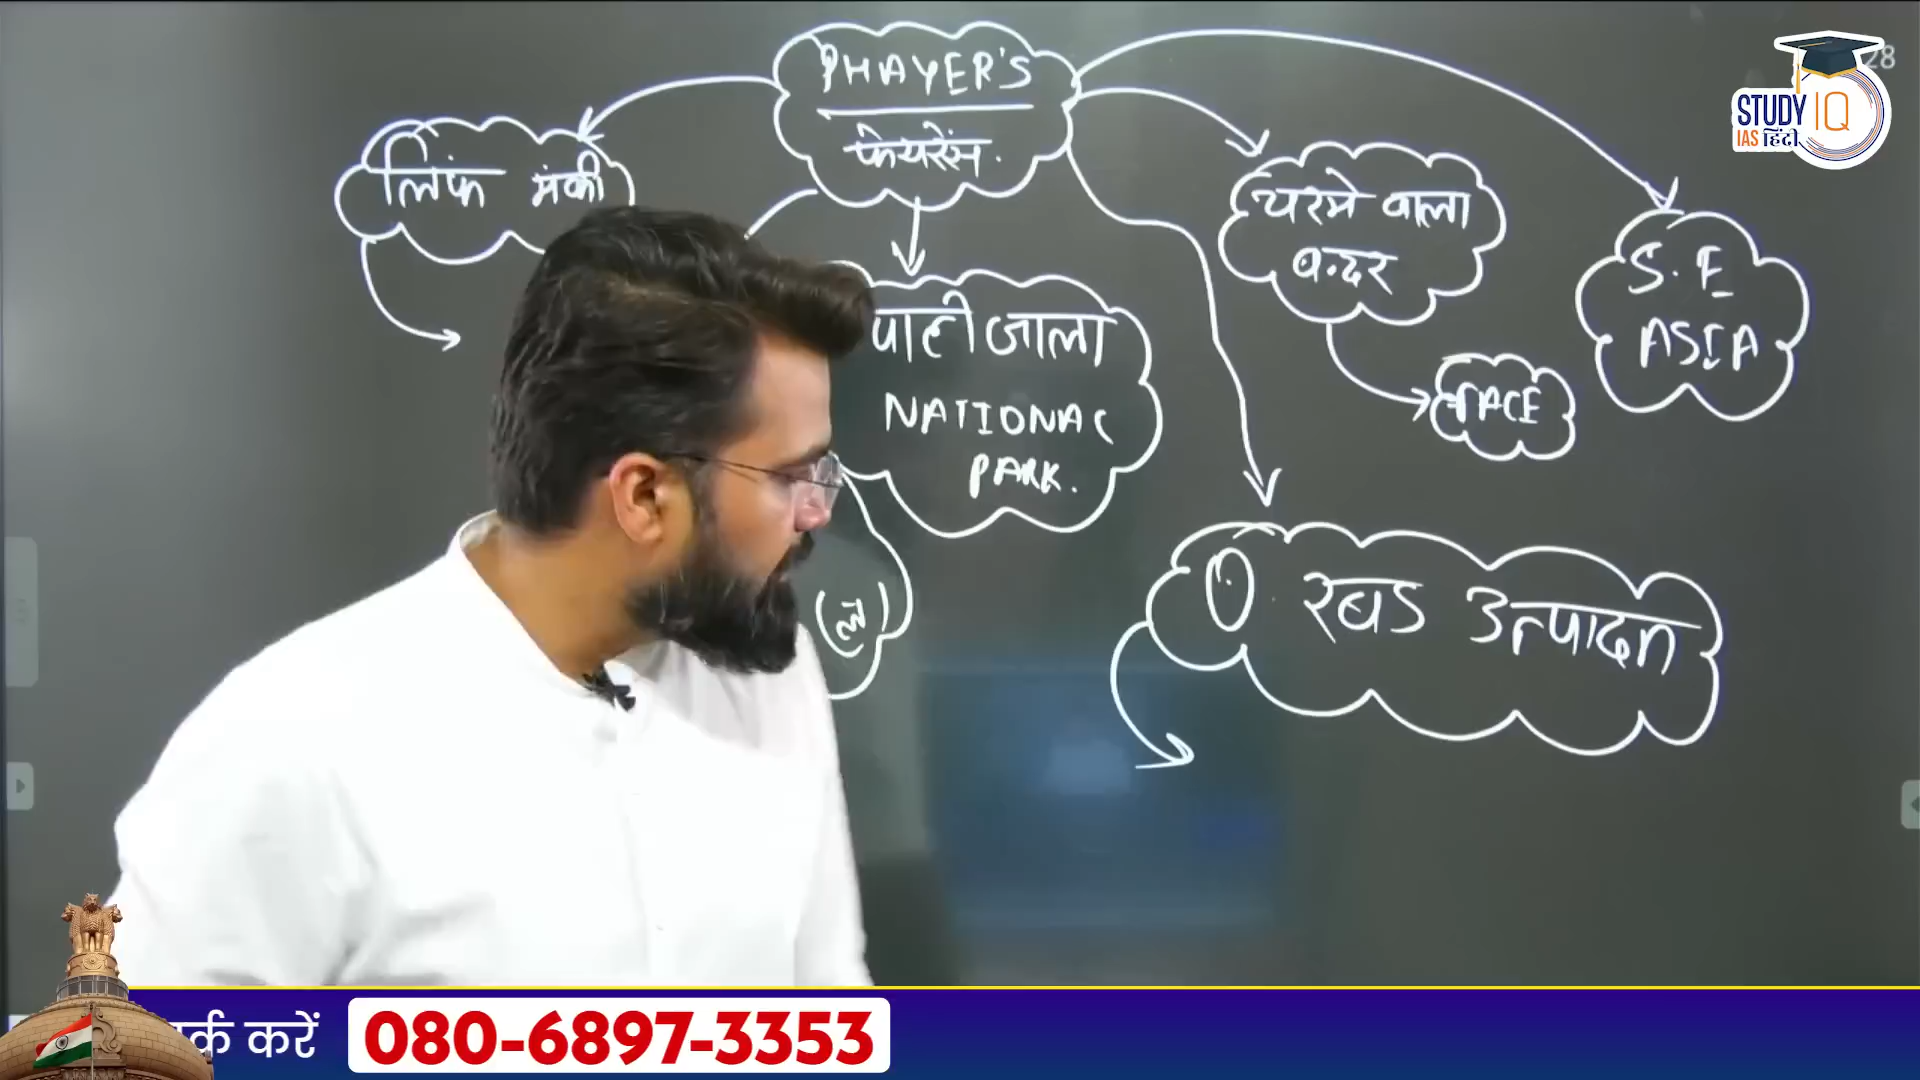 PHAYER'S
फेयरेस.
लिफ मंकी
चश्मे वाला
बन्दर
FACE
S.E
ASIA
पाटीजाला
NATIONAL
PARK.
(लं)
रबड उत्पादन
STUDY IQ
IAS हिंदी
28
र्क करें
080-6897-3353